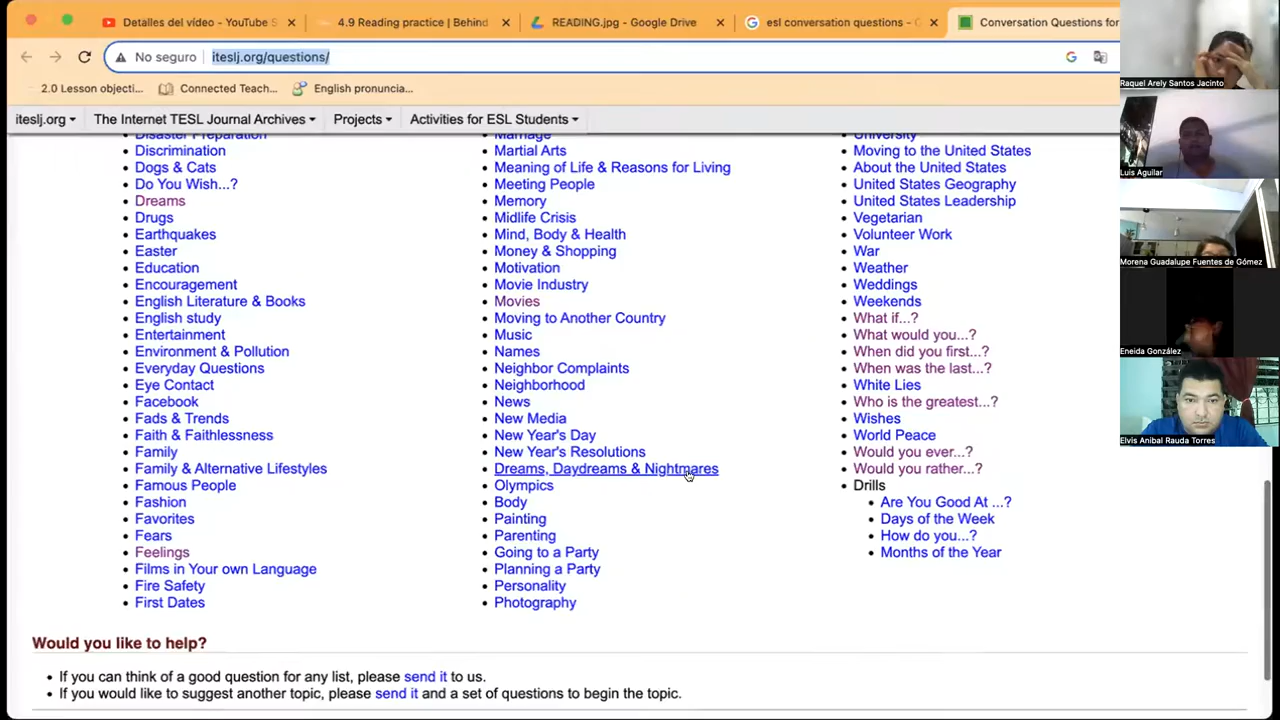 Detalles del vídeo - YouTube S
4.9 Reading practice | Behind
READING.jpg - Google Drive
esl conversation questions - G
Conversation Questions for
No seguro
iteslj.org/questions/
2.0 Lesson objecti...
Connected Teach...
English pronuncia...
iteslj.org
The Internet TESL Journal Archives
Projects
Activities for ESL Students
Disaster Preparation
Discrimination
Dogs & Cats
Do You Wish...?
Dreams
Drugs
Earthquakes
Easter
Education
Encouragement
English Literature & Books
English study
Entertainment
Environment & Pollution
Everyday Questions
Eye Contact
Facebook
Fads & Trends
Faith & Faithlessness
Family
Family & Alternative Lifestyles
Famous People
Fashion
Favorites
Fears
Feelings
Films in Your own Language
Fire Safety
First Dates
Marriage
Martial Arts
Meaning of Life & Reasons for Living
Meeting People
Memory
Midlife Crisis
Mind, Body & Health
Money & Shopping
Motivation
Movie Industry
Movies
Moving to Another Country
Music
Names
Neighbor Complaints
Neighborhood
News
New Media
New Year's Day
New Year's Resolutions
Dreams, Daydreams & Nightmares
Olympics
Body
Painting
Parenting
Going to a Party
Planning a Party
Personality
Photography
University
Moving to the United States
About the United States
United States Geography
United States Leadership
Vegetarian
Volunteer Work
War
Weather
Weddings
Weekends
What if...?
What would you...?
When did you first...?
When was the last...?
White Lies
Who is the greatest...?
Wishes
World Peace
Would you ever...?
Would you rather...?
Drills
Are You Good At ...?
Days of the Week
How do you...?
Months of the Year
Would you like to help?
If you can think of a good question for any list, please send it to us.
If you would like to suggest another topic, please send it and a set of questions to begin the topic.
Raquel Arely Santos Jacinto
Luis Aguilar
Morena Guadalupe Fuentes de Gómez
Eneida González
Elvis Anibal Rauda Torres